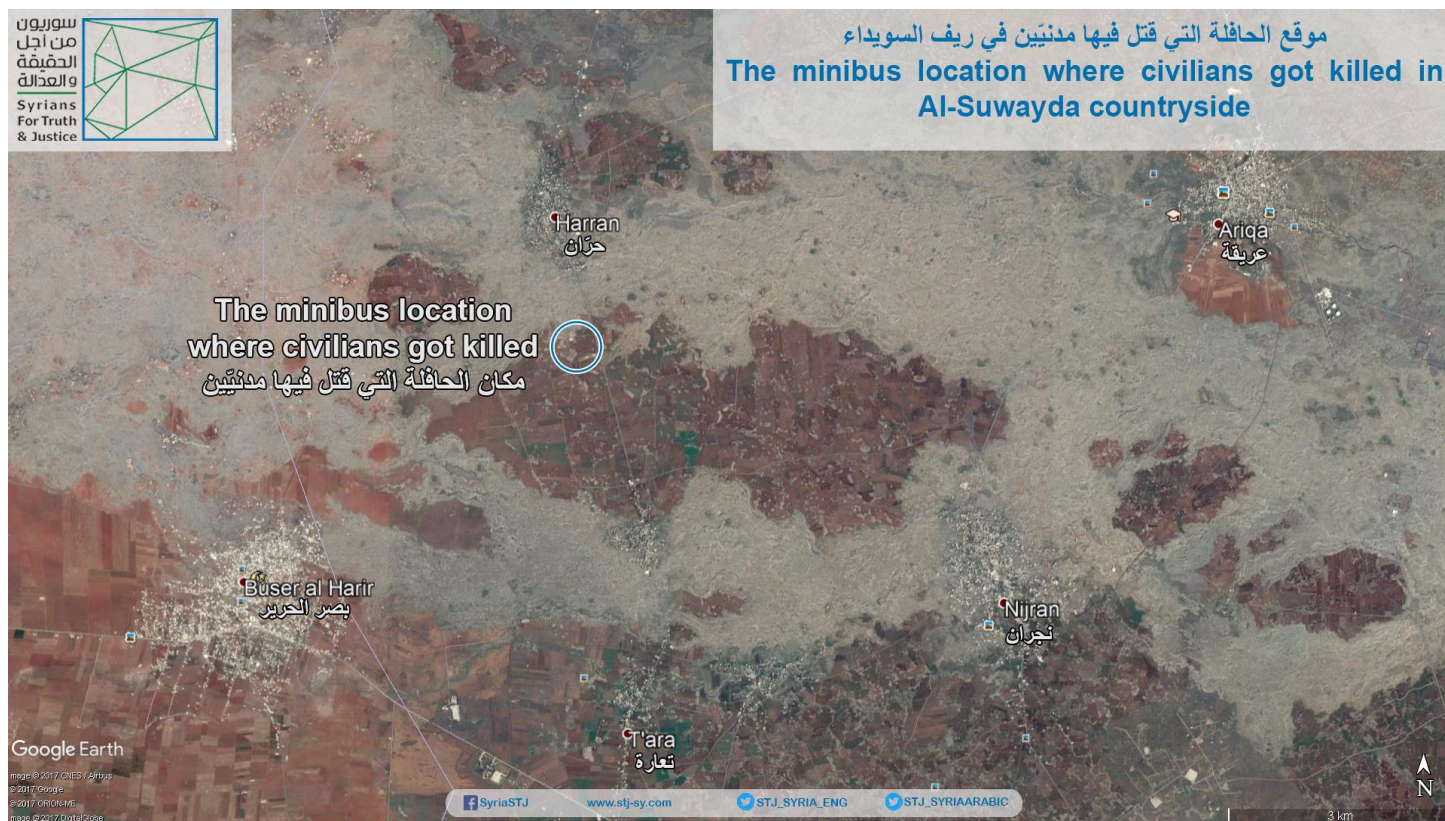 سوريون
من أجل
الحقيقة
والعدالة
Syrians
For Truth
& Justice
موقع الحافلة التي قتل فيها مدنيّين في ريف السويداء
The minibus location where civilians got killed in
Al-Suwayda countryside
Harran
حرّان
Ariqa
عريقة
The minibus location
where civilians got killed
مكان الحافلة التي قتل فيها مدنيّين
Buser al Harir
بصر الحرير
Nijran
نجران
T'ara
تعارة
Google Earth
mage © 2017 CNES / Airbus
© 2017 Google
© 2017 ORION-ME
mage © 2017 DigitalGlobe
SyriaSTJ www.stj-sy.com STJ_SYRIA_ENG STJ_SYRIAARABIC
N
3 km